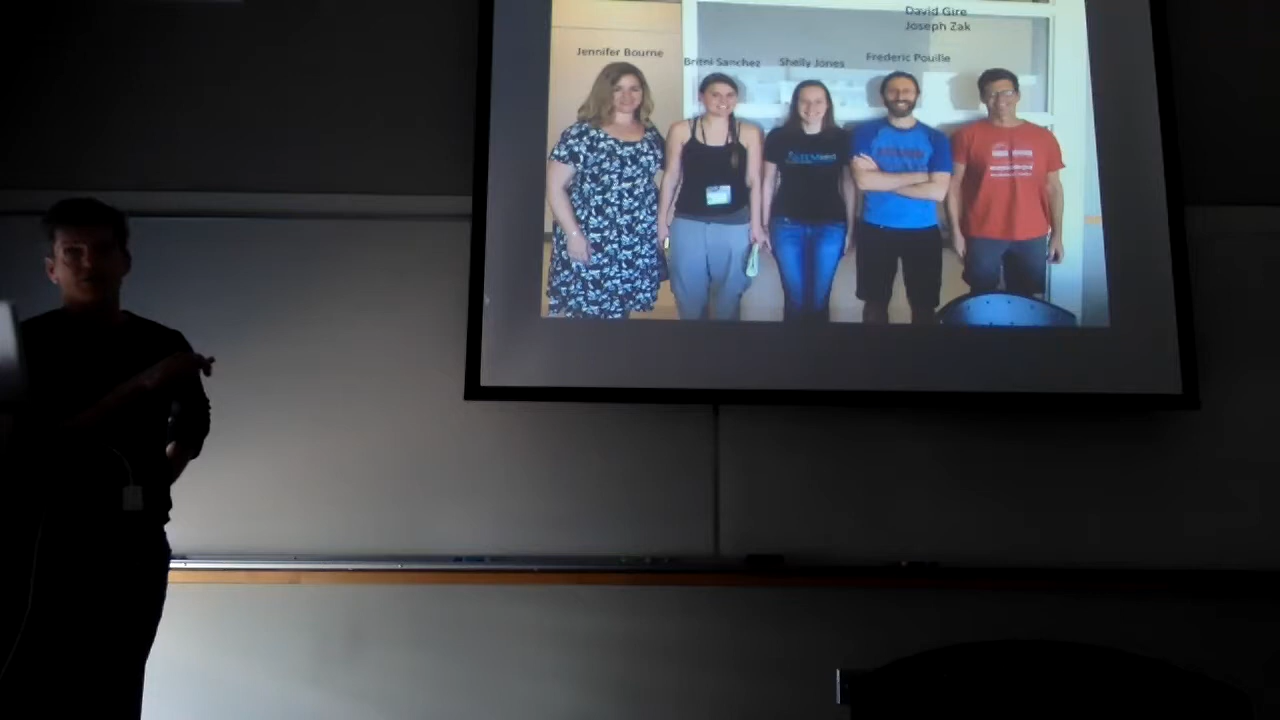 David Gire
Joseph Zak
Jennifer Bourne
Britni Sanchez
Shelly Jones
Frederic Pouille